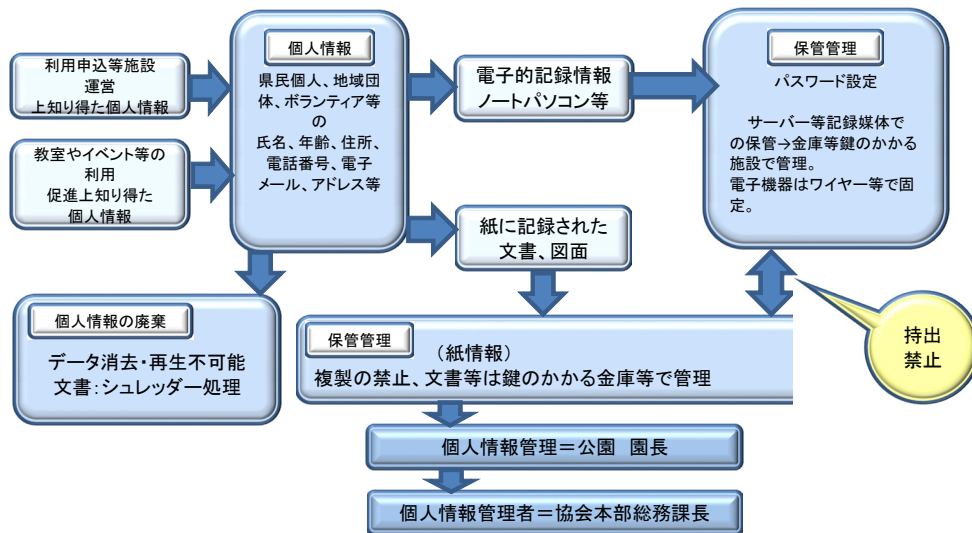 利用申込等施設
運営
上知り得た個人情報
教室やイベント等の
利用
促進上知り得た
個人情報
個人情報
県民個人、地域団
体、ボランティア等
の
氏名、年齢、住所、
電話番号、電子
メール、アドレス等
電子的記録情報
ノートパソコン等
紙に記録された
文書、図面
保管管理
パスワード設定
サーバー等記録媒体で
の保管→金庫等鍵のかかる
施設で管理。
電子機器はワイヤー等で固
定。
持出
禁止
個人情報の廃棄
データ消去・再生不可能
文書:シュレッダー処理
保管管理
(紙情報)
複製の禁止、文書等は鍵のかかる金庫等で管理
個人情報管理=公園 園長
個人情報管理者=協会本部総務課長